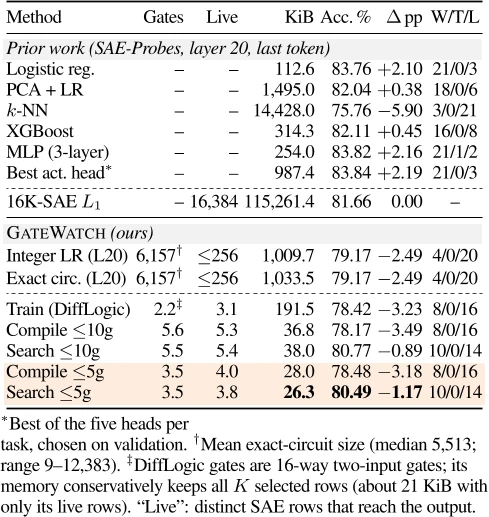 Method Gates Live KiB Acc. % Δ pp W/T/L
Prior work (SAE-Probes, layer 20, last token)
Logistic reg. – – 112.6 83.76 +2.10 21/0/3
PCA + LR – – 1,495.0 82.04 +0.38 18/0/6
k-NN – – 14,428.0 75.76 −5.90 3/0/21
XGBoost – – 314.3 82.11 +0.45 16/0/8
MLP (3-layer) – – 254.0 83.82 +2.16 21/1/2
Best act. head* – – 987.4 83.84 +2.19 21/0/3
16K-SAE L₁ – 16,384 115,261.4 81.66 0.00 –
GATEWATCH (ours)
Integer LR (L20) 6,157† ≤256 1,009.7 79.17 −2.49 4/0/20
Exact circ. (L20) 6,157† ≤256 1,033.5 79.17 −2.49 4/0/20
Train (DiffLogic) 2.2‡ 3.1 191.5 78.42 −3.23 8/0/16
Compile ≤10g 5.6 5.3 36.8 78.17 −3.49 8/0/16
Search ≤10g 5.5 5.4 38.0 80.77 −0.89 10/0/14
Compile ≤5g 3.5 4.0 28.0 78.48 −3.18 8/0/16
Search ≤5g 3.5 3.8 26.3 80.49 −1.17 10/0/14
*Best of the five heads per
task, chosen on validation. †Mean exact-circuit size (median 5,513;
range 9–12,383). ‡DiffLogic gates are 16-way two-input gates; its
memory conservatively keeps all K selected rows (about 21 KiB with
only its live rows). “Live”: distinct SAE rows that reach the output.